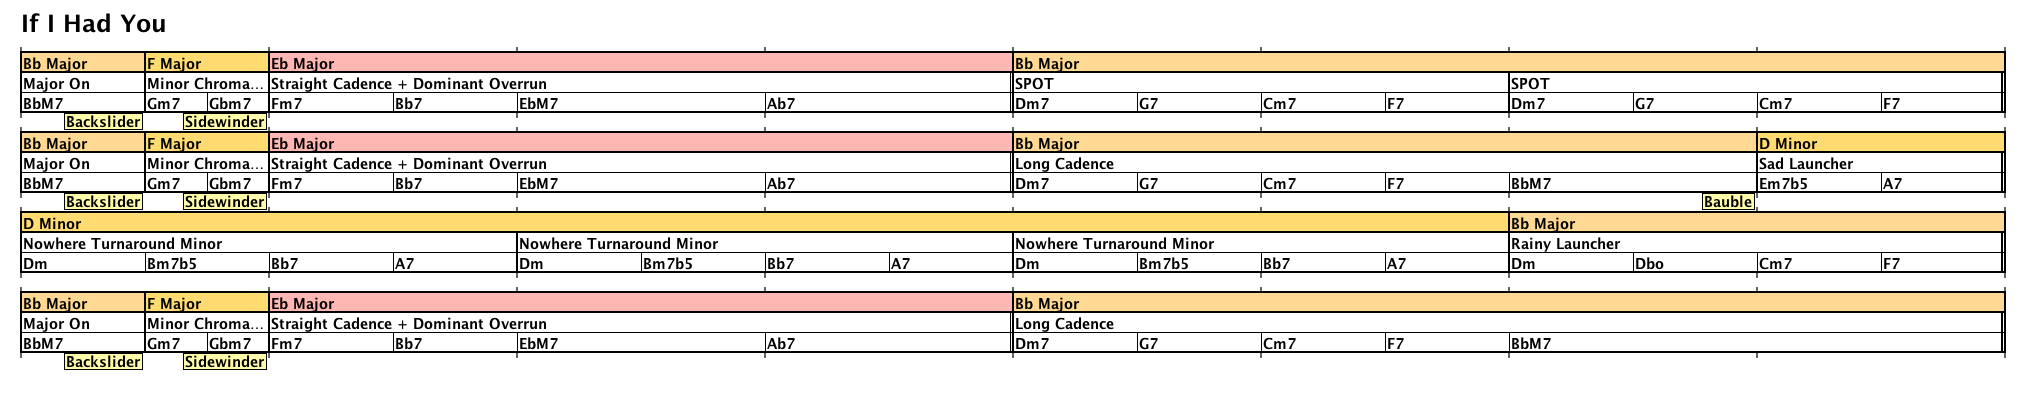 If I Had You
Bb Major F Major Eb Major Bb Major
Major On Minor Chroma... Straight Cadence + Dominant Overrun SPOT SPOT
BbM7 Gm7 Gbm7 Fm7 Bb7 EbM7 Ab7 Dm7 G7 Cm7 F7 Dm7 G7 Cm7 F7
Backslider Sidewinder
Bb Major F Major Eb Major Bb Major D Minor
Major On Minor Chroma... Straight Cadence + Dominant Overrun Long Cadence Sad Launcher
BbM7 Gm7 Gbm7 Fm7 Bb7 EbM7 Ab7 Dm7 G7 Cm7 F7 BbM7 Em7b5 A7
Backslider Sidewinder Bauble
D Minor Bb Major
Nowhere Turnaround Minor Nowhere Turnaround Minor Nowhere Turnaround Minor Rainy Launcher
Dm Bm7b5 Bb7 A7 Dm Bm7b5 Bb7 A7 Dm Bm7b5 Bb7 A7 Dm Dbo Cm7 F7
Bb Major F Major Eb Major Bb Major
Major On Minor Chroma... Straight Cadence + Dominant Overrun Long Cadence
BbM7 Gm7 Gbm7 Fm7 Bb7 EbM7 Ab7 Dm7 G7 Cm7 F7 BbM7
Backslider Sidewinder